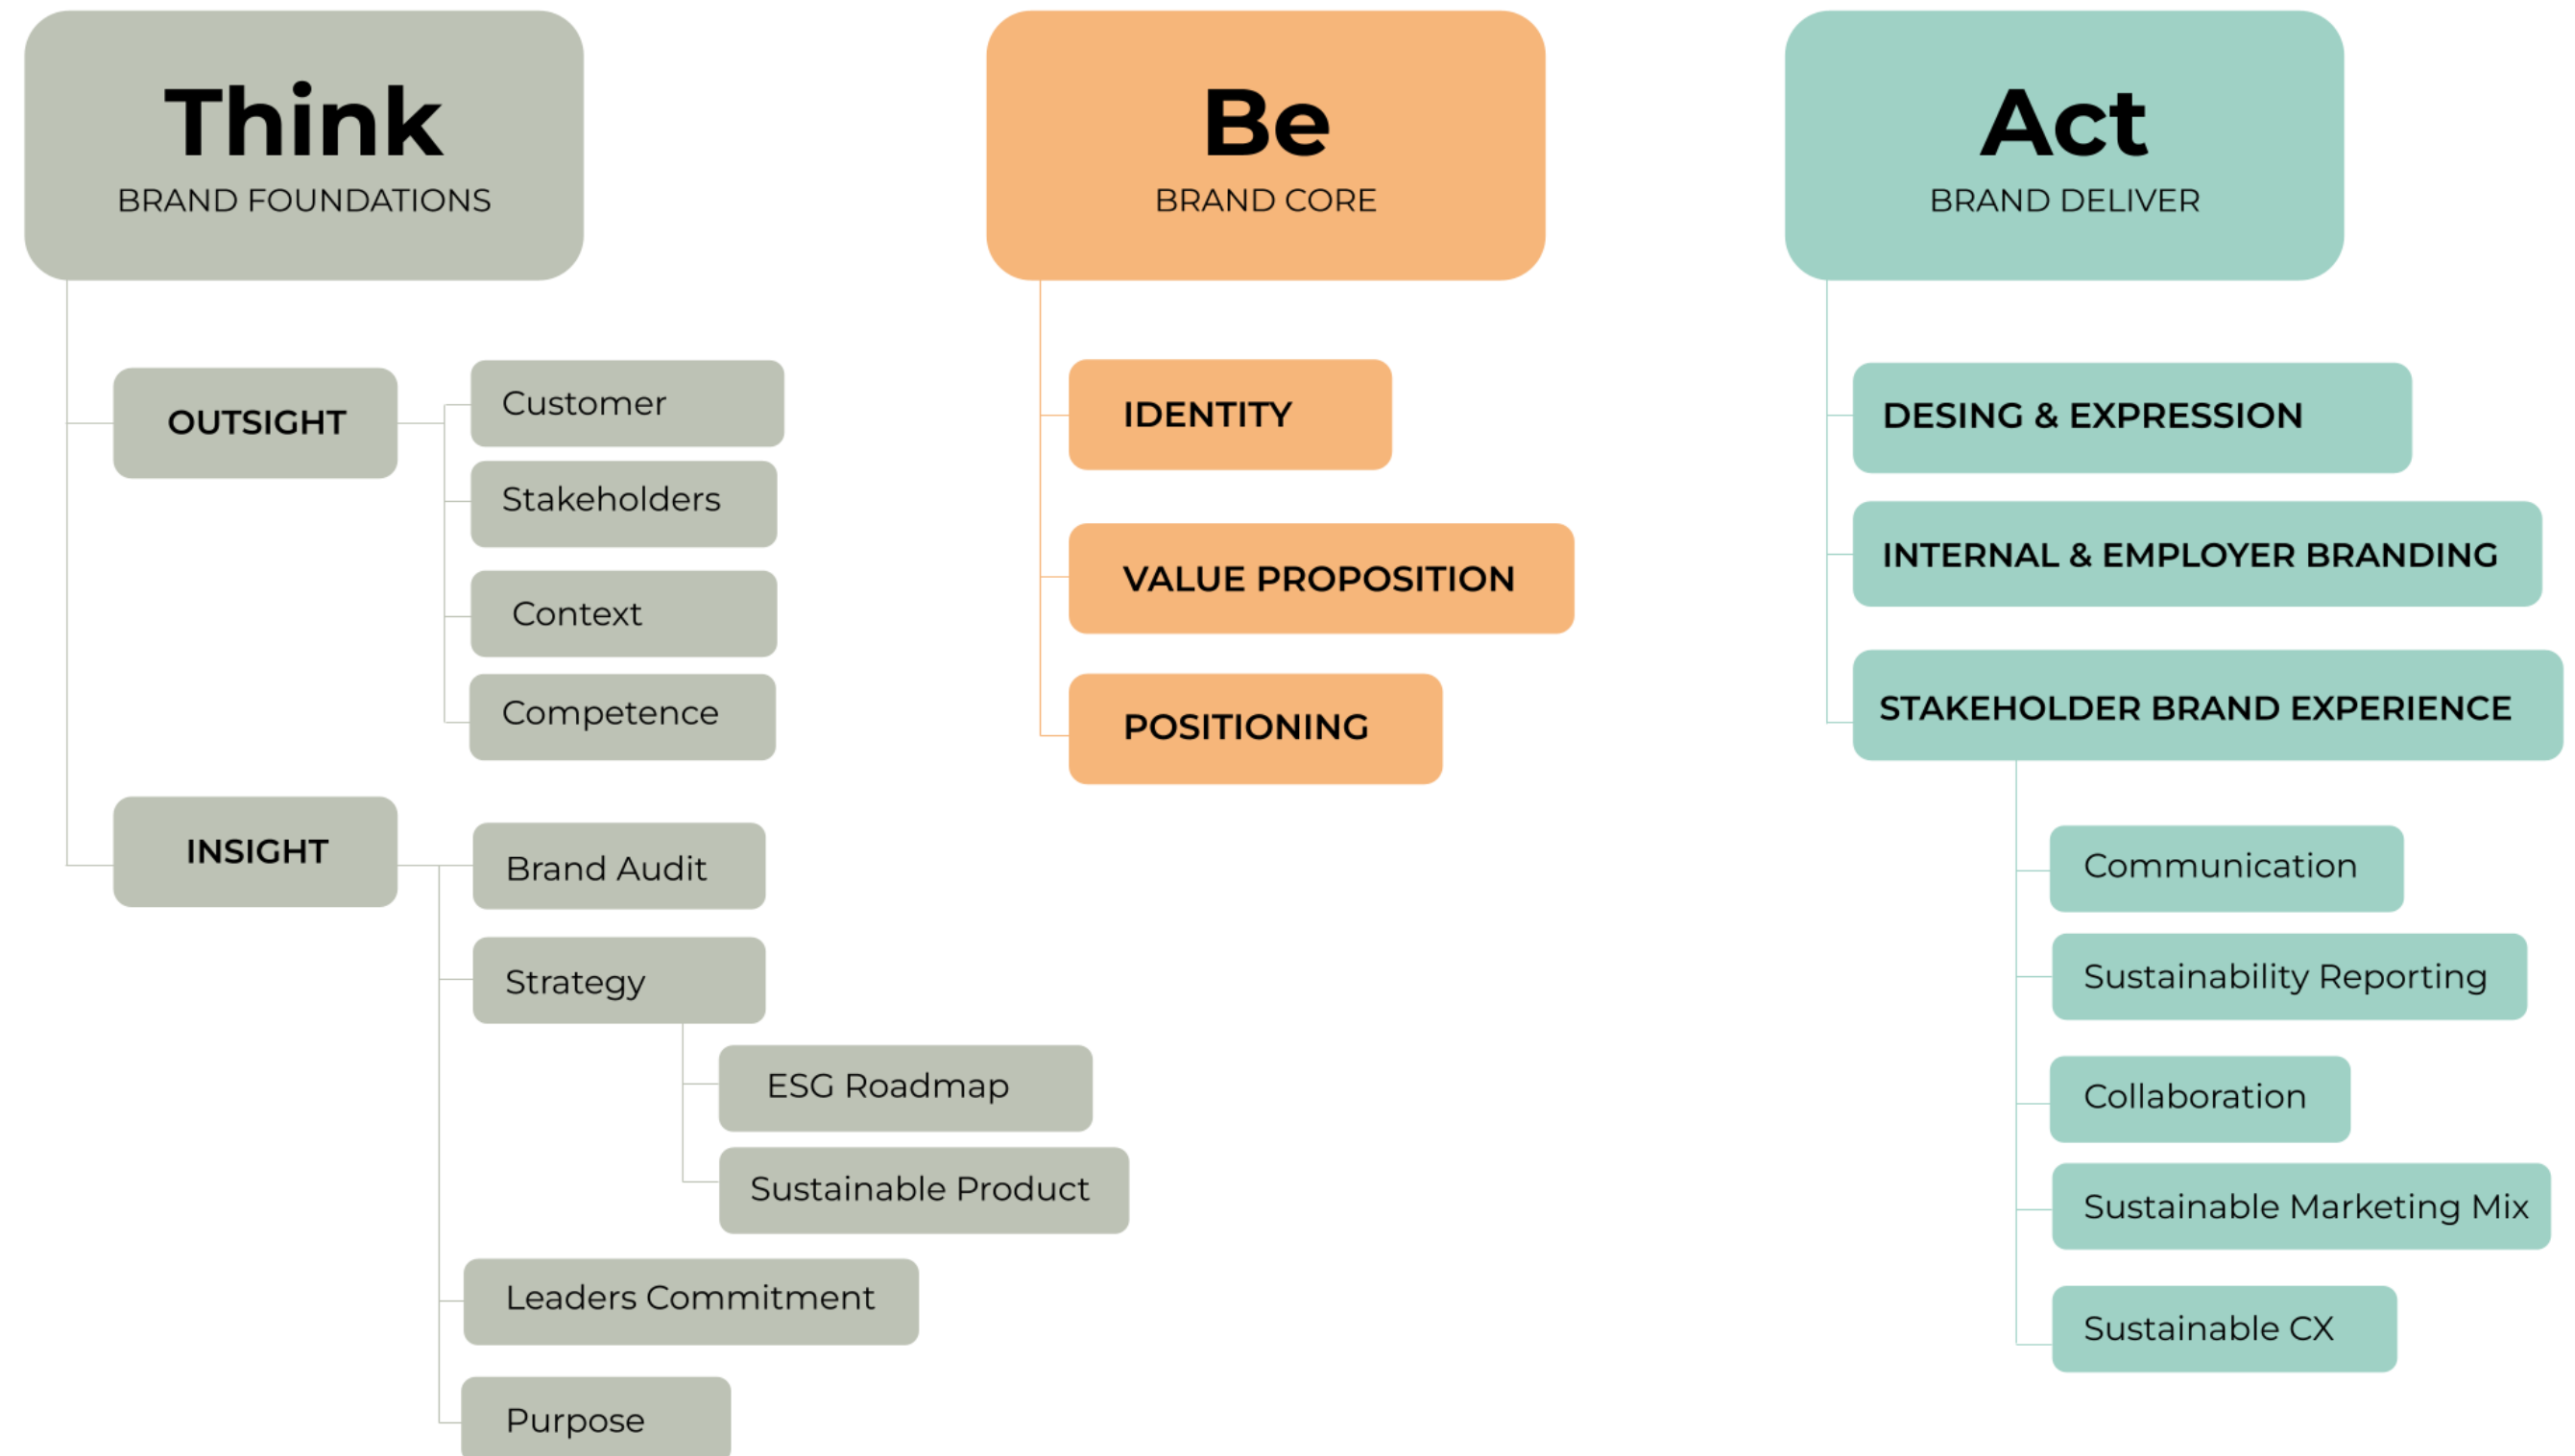 Think
BRAND FOUNDATIONS
OUTSIGHT
Customer
Stakeholders
Context
Competence
INSIGHT
Brand Audit
Strategy
ESG Roadmap
Sustainable Product
Leaders Commitment
Purpose
Be
BRAND CORE
IDENTITY
VALUE PROPOSITION
POSITIONING
Act
BRAND DELIVER
DESING & EXPRESSION
INTERNAL & EMPLOYER BRANDING
STAKEHOLDER BRAND EXPERIENCE
Communication
Sustainability Reporting
Collaboration
Sustainable Marketing Mix
Sustainable CX